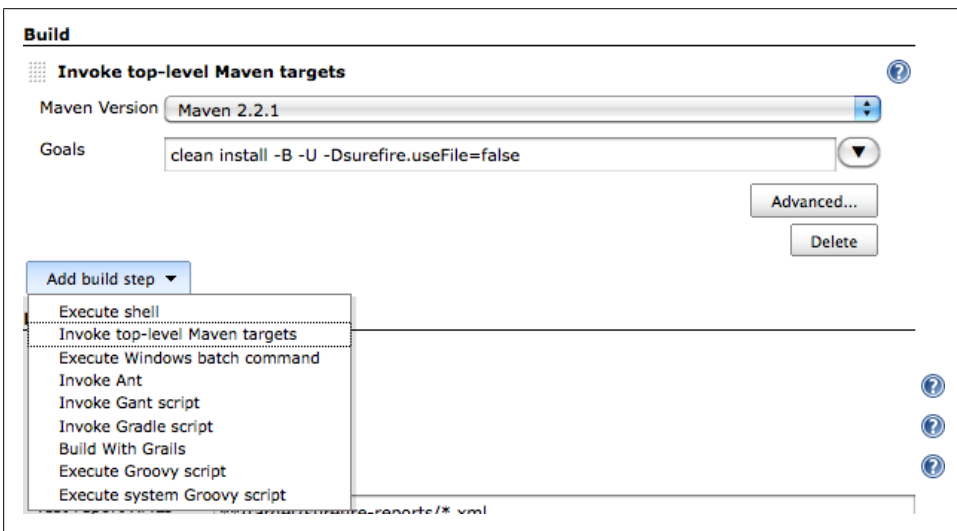 Build
Invoke top-level Maven targets
Maven Version Maven 2.2.1
Goals clean install -B -U -Dsurefire.useFile=false
Advanced...
Delete
Add build step
Execute shell
Invoke top-level Maven targets
Execute Windows batch command
Invoke Ant
Invoke Gant script
Invoke Gradle script
Build With Grails
Execute Groovy script
Execute system Groovy script